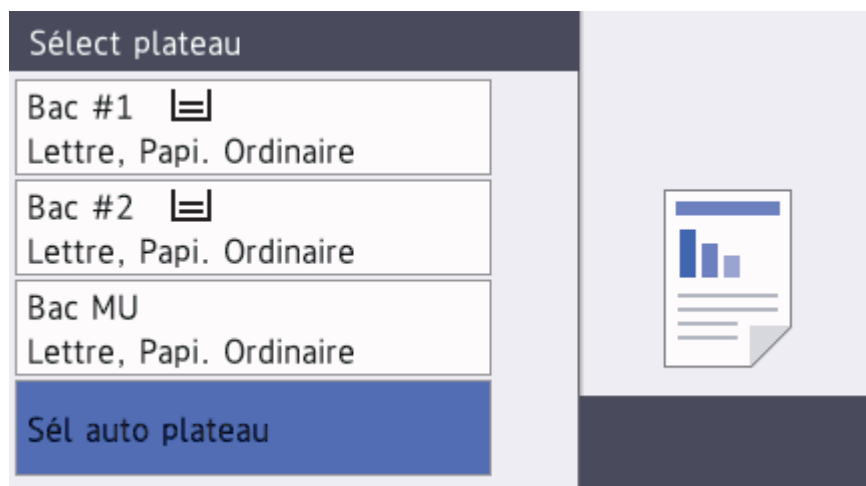 Sélect plateau
Bac #1
Lettre, Papi. Ordinaire
Bac #2
Lettre, Papi. Ordinaire
Bac MU
Lettre, Papi. Ordinaire
Sél auto plateau